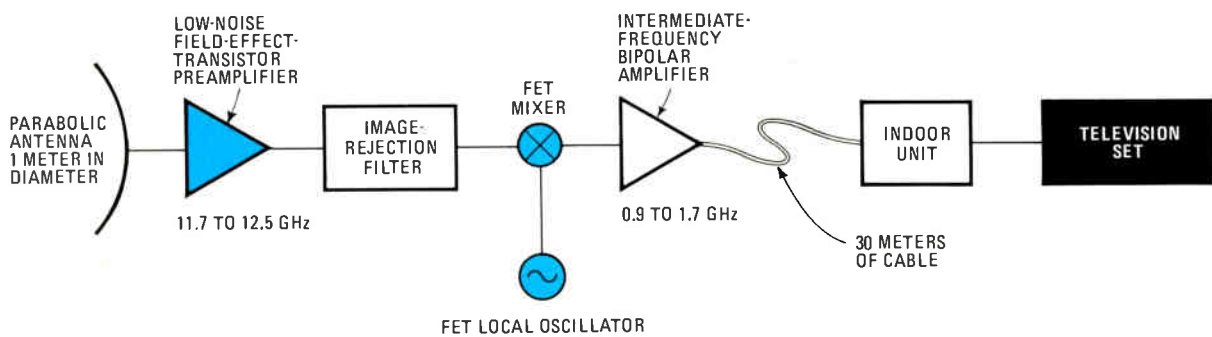 PARABOLIC
ANTENNA
1 METER IN
DIAMETER
LOW-NOISE
FIELD-EFFECT-
TRANSISTOR
PREAMPLIFIER
11.7 TO 12.5 GHz
IMAGE-
REJECTION
FILTER
FET
MIXER
FET LOCAL OSCILLATOR
INTERMEDIATE-
FREQUENCY
BIPOLAR
AMPLIFIER
0.9 TO 1.7 GHz
30 METERS
OF CABLE
INDOOR
UNIT
TELEVISION
SET